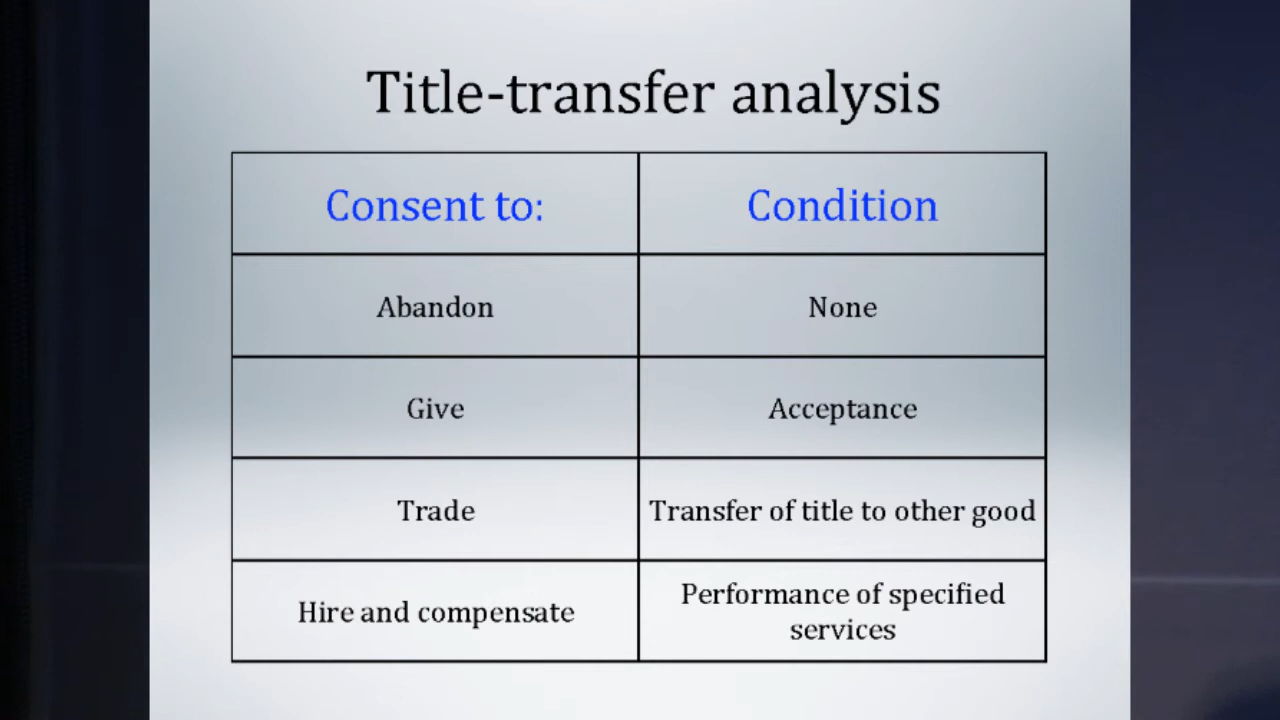 Title-transfer analysis
Consent to:
Condition
Abandon
None
Give
Acceptance
Trade
Transfer of title to other good
Hire and compensate
Performance of specified
services